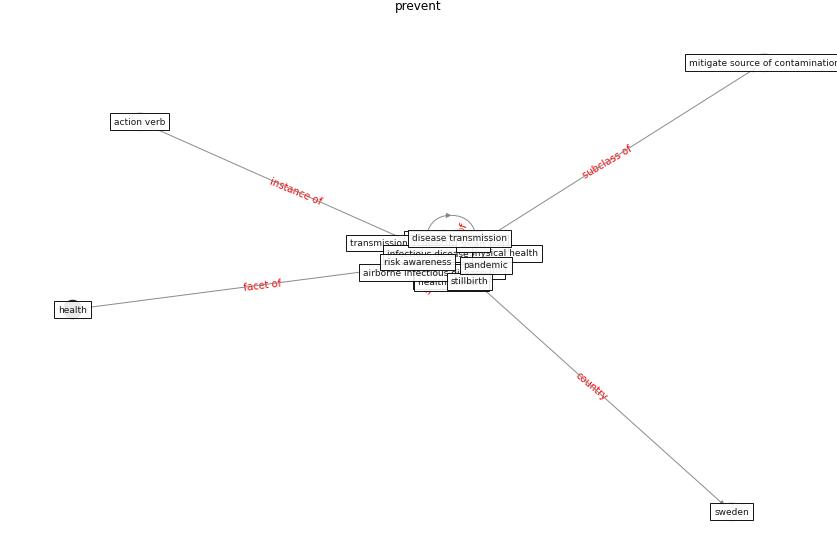 prevent
mitigate source of contamination
action verb
subclass of
instance of
disease transmission
transmission
infectious disease
physical health
risk awareness
pandemic
airborne infectious
health
stillbirth
facet of
health
country
sweden